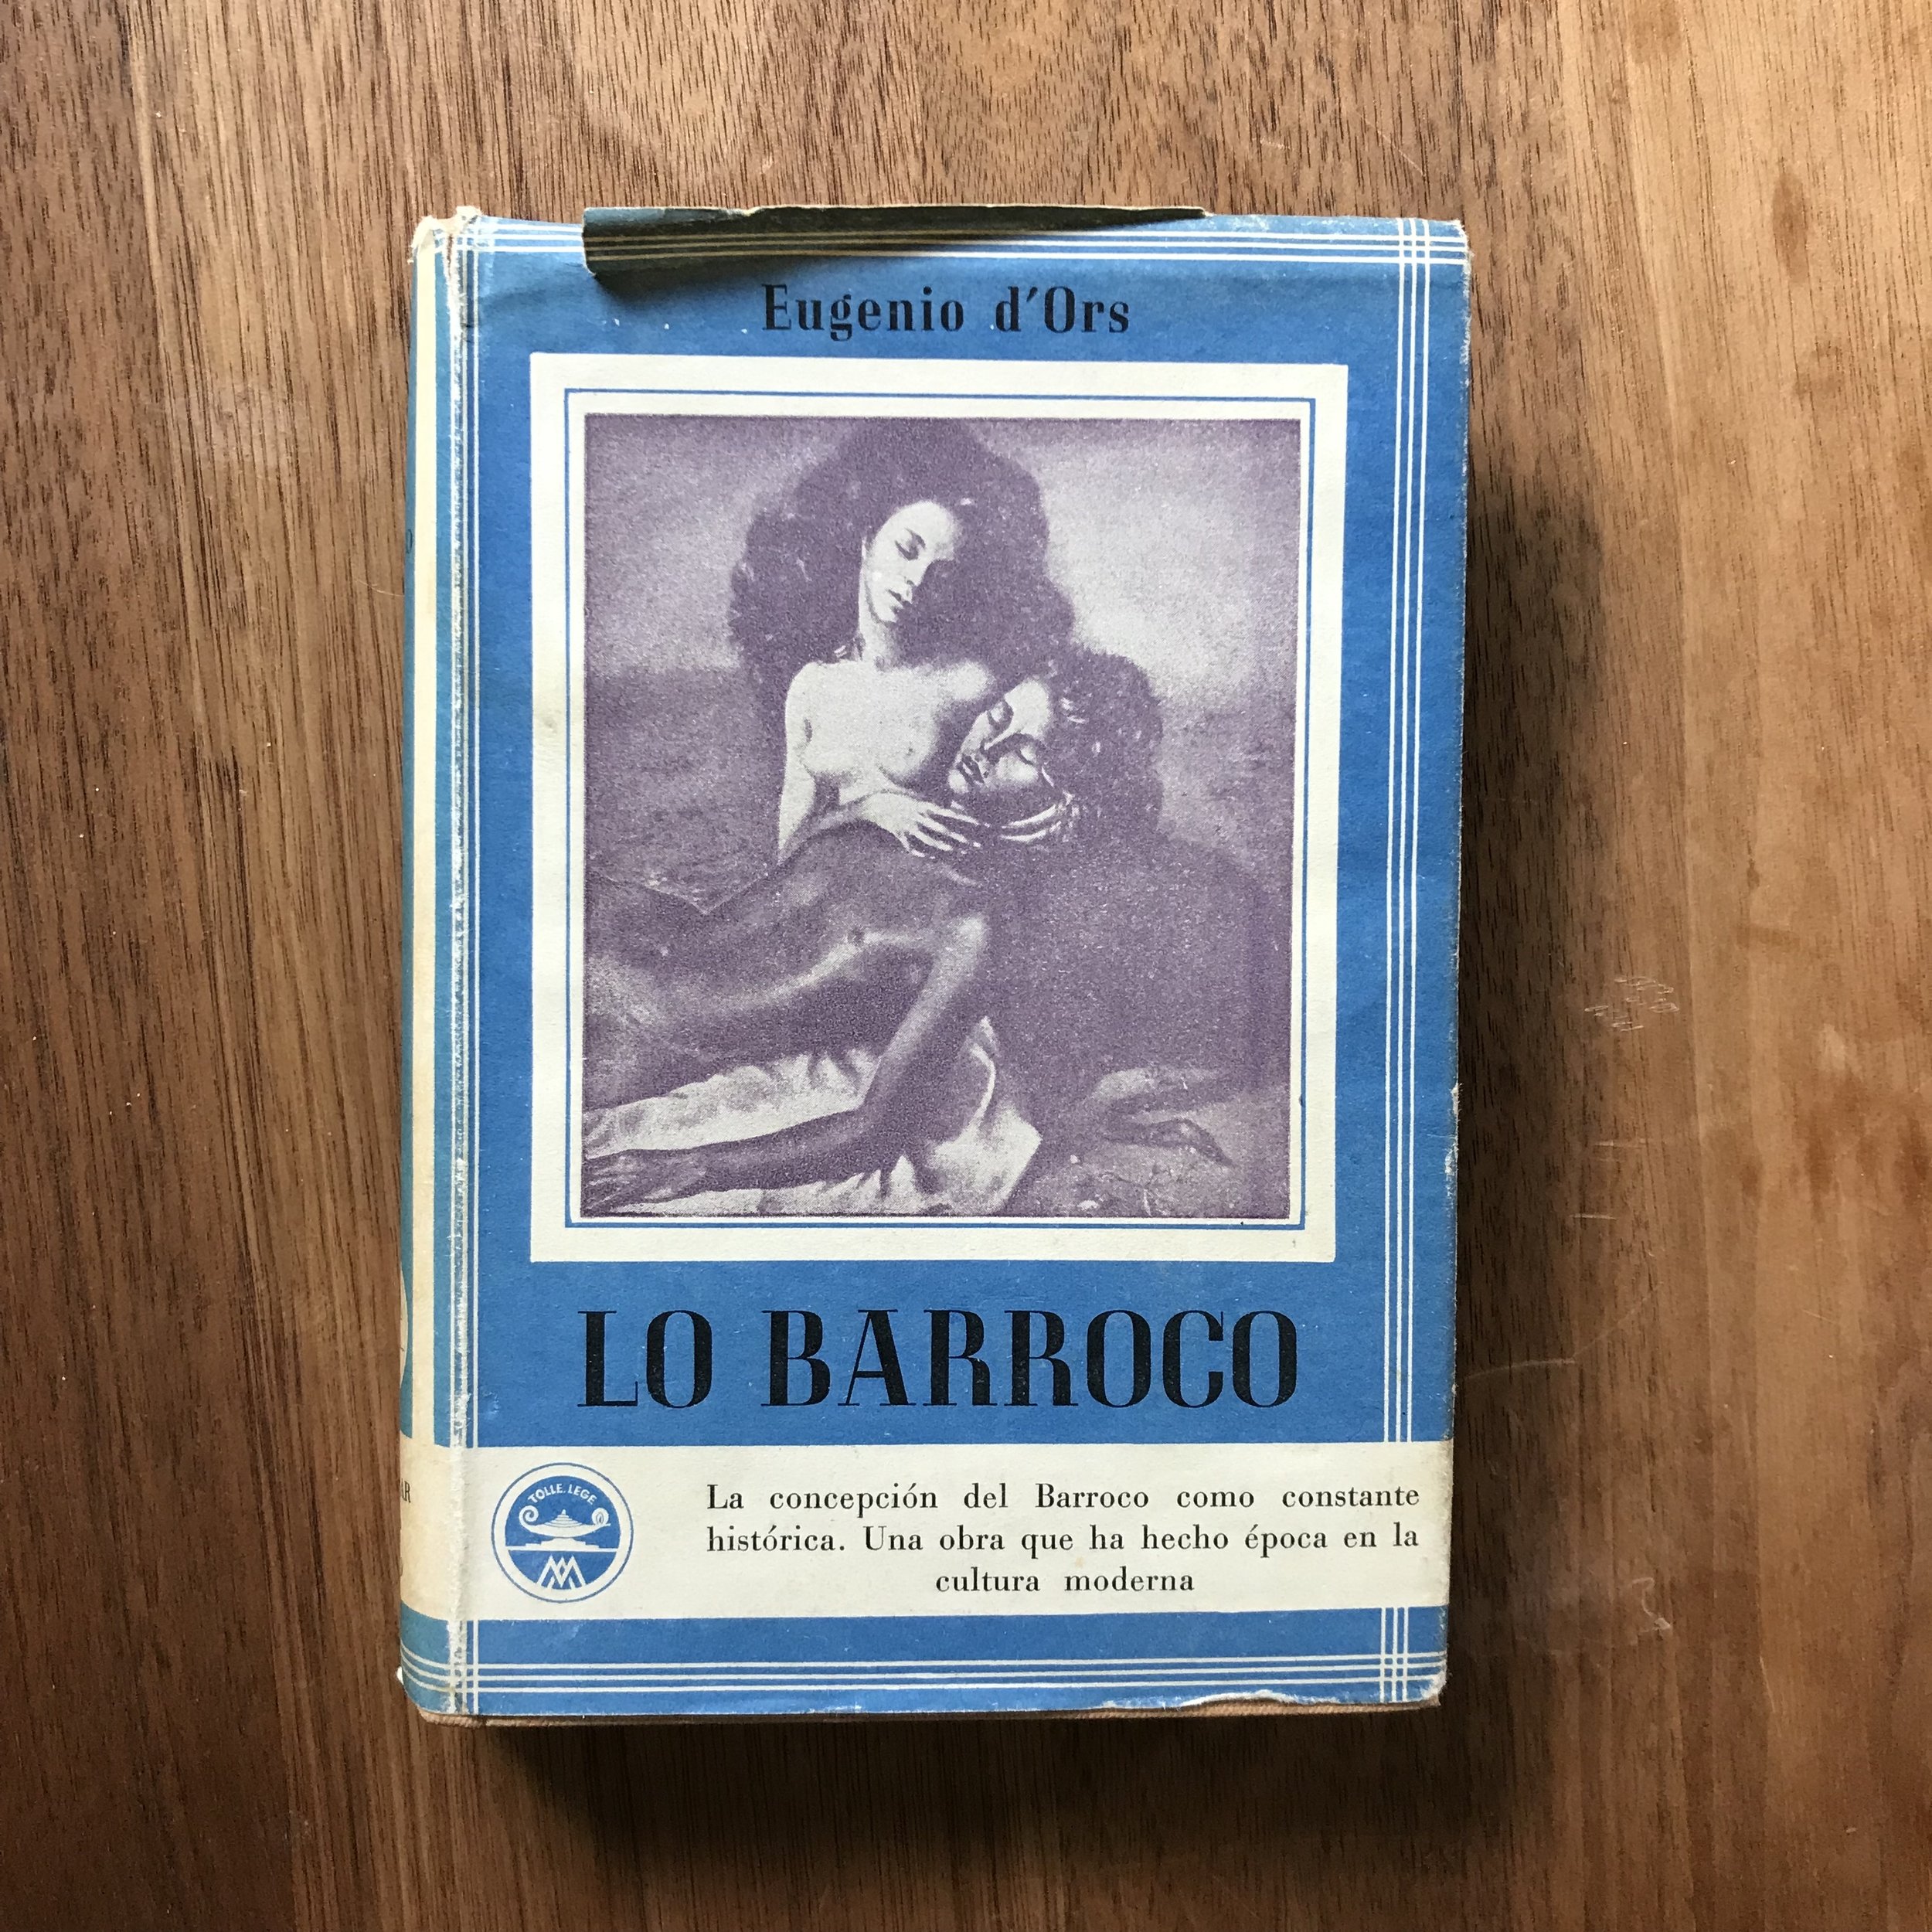 Eugenio d'Ors
LO BARROCO
TOLLE. LEGE
La concepción del Barroco como constante
histórica. Una obra que ha hecho época en la
cultura moderna